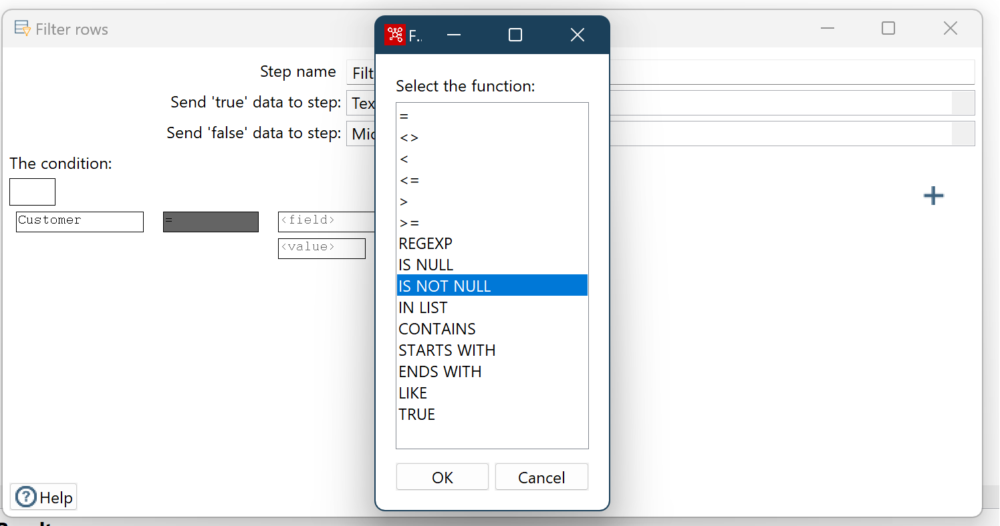 Filter rows
F..
Step name Filt
Select the function:
Send 'true' data to step: Tex
Send 'false' data to step: Mic
The condition:
Customer
=
<field>
<value>
=
<>
<
<=
>
>=
REGEXP
IS NULL
IS NOT NULL
IN LIST
CONTAINS
STARTS WITH
ENDS WITH
LIKE
TRUE
OK
Cancel
Help